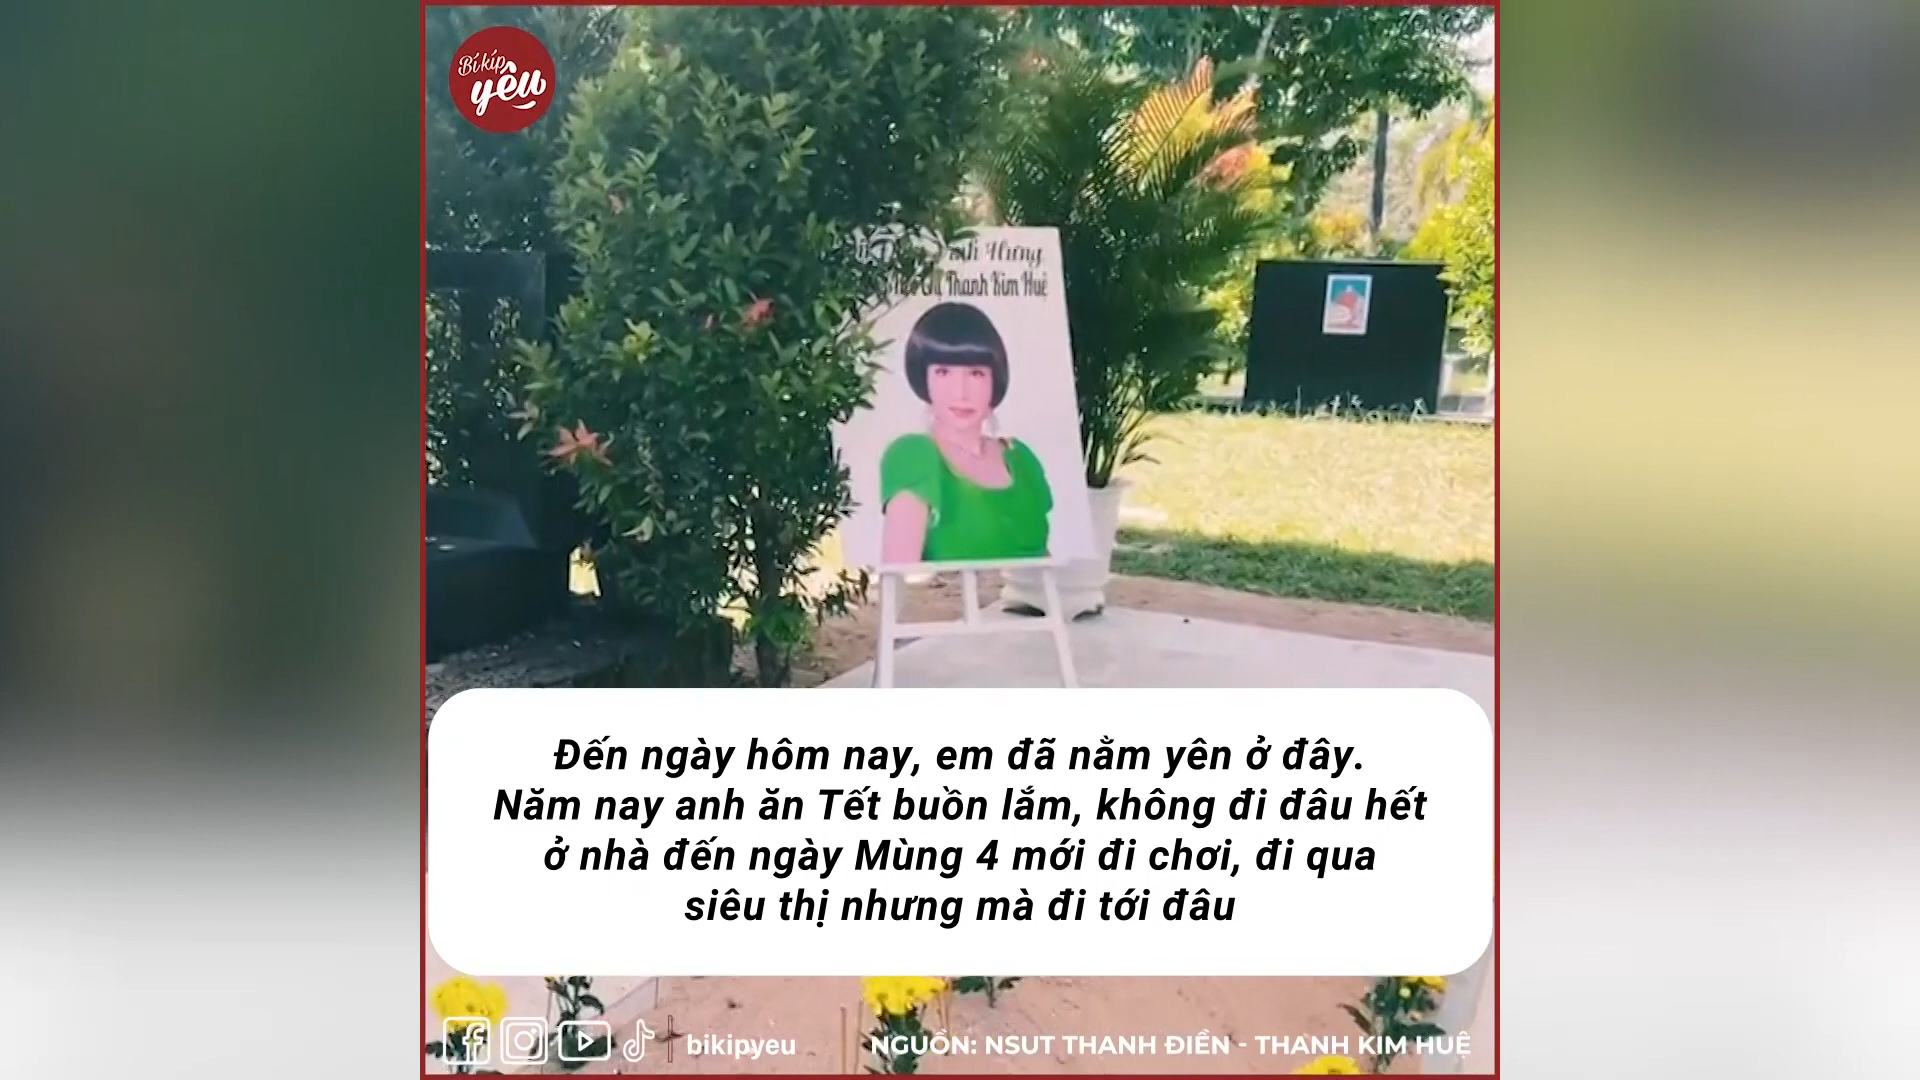 Bí kíp
yêu
Hưng
Thanh Kim Huệ
Đến ngày hôm nay, em đã nằm yên ở đây.
Năm nay anh ăn Tết buồn lắm, không đi đâu hết
ở nhà đến ngày Mùng 4 mới đi chơi, đi qua
siêu thị nhưng mà đi tới đâu
bikipyeu
NGUỒN: NSUT THANH ĐIỀN - THANH KIM HUỆ